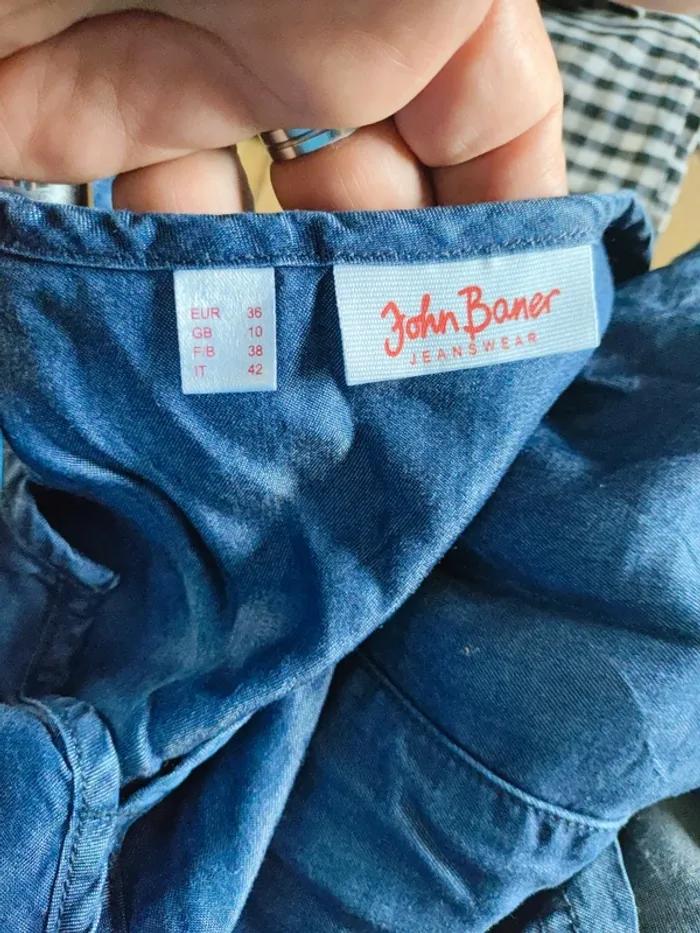 EUR 36
GB 10
F/B 38
IT 42
John Baner
JEANSWEAR